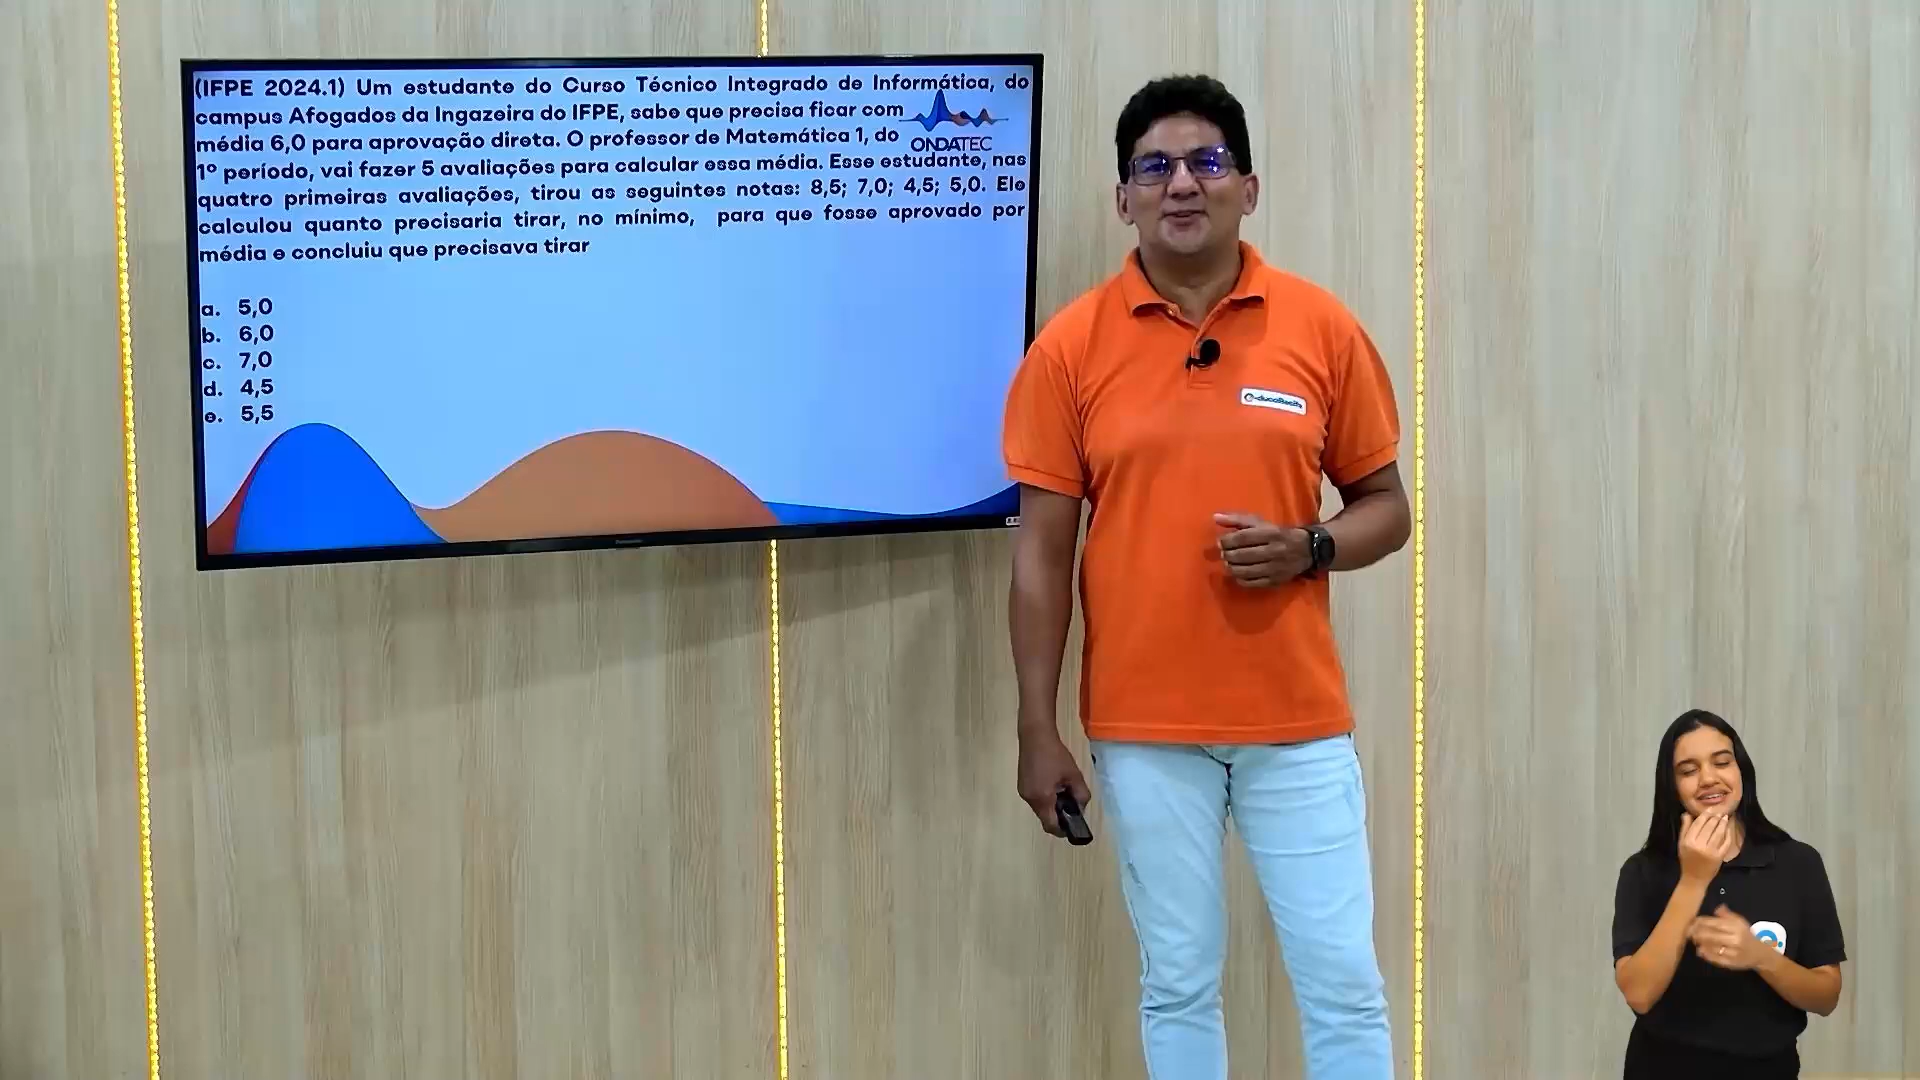 (IFPE 2024.1) Um estudante do Curso Técnico Integrado de Informática, do
campus Afogados da Ingazeira do IFPE, sabe que precisa ficar com
média 6,0 para aprovação direta. O professor de Matemática 1, do
ONDATEC
1º período, vai fazer 5 avaliações para calcular essa média. Esse estudante, nas
quatro primeiras avaliações, tirou as seguintes notas: 8,5; 7,0; 4,5; 5,0. Ele
calculou quanto precisaria tirar, no mínimo, para que fosse aprovado por
média e concluiu que precisava tirar
a. 5,0
b. 6,0
c. 7,0
d. 4,5
e. 5,5
Panasonic
e-ducaRecife
e.